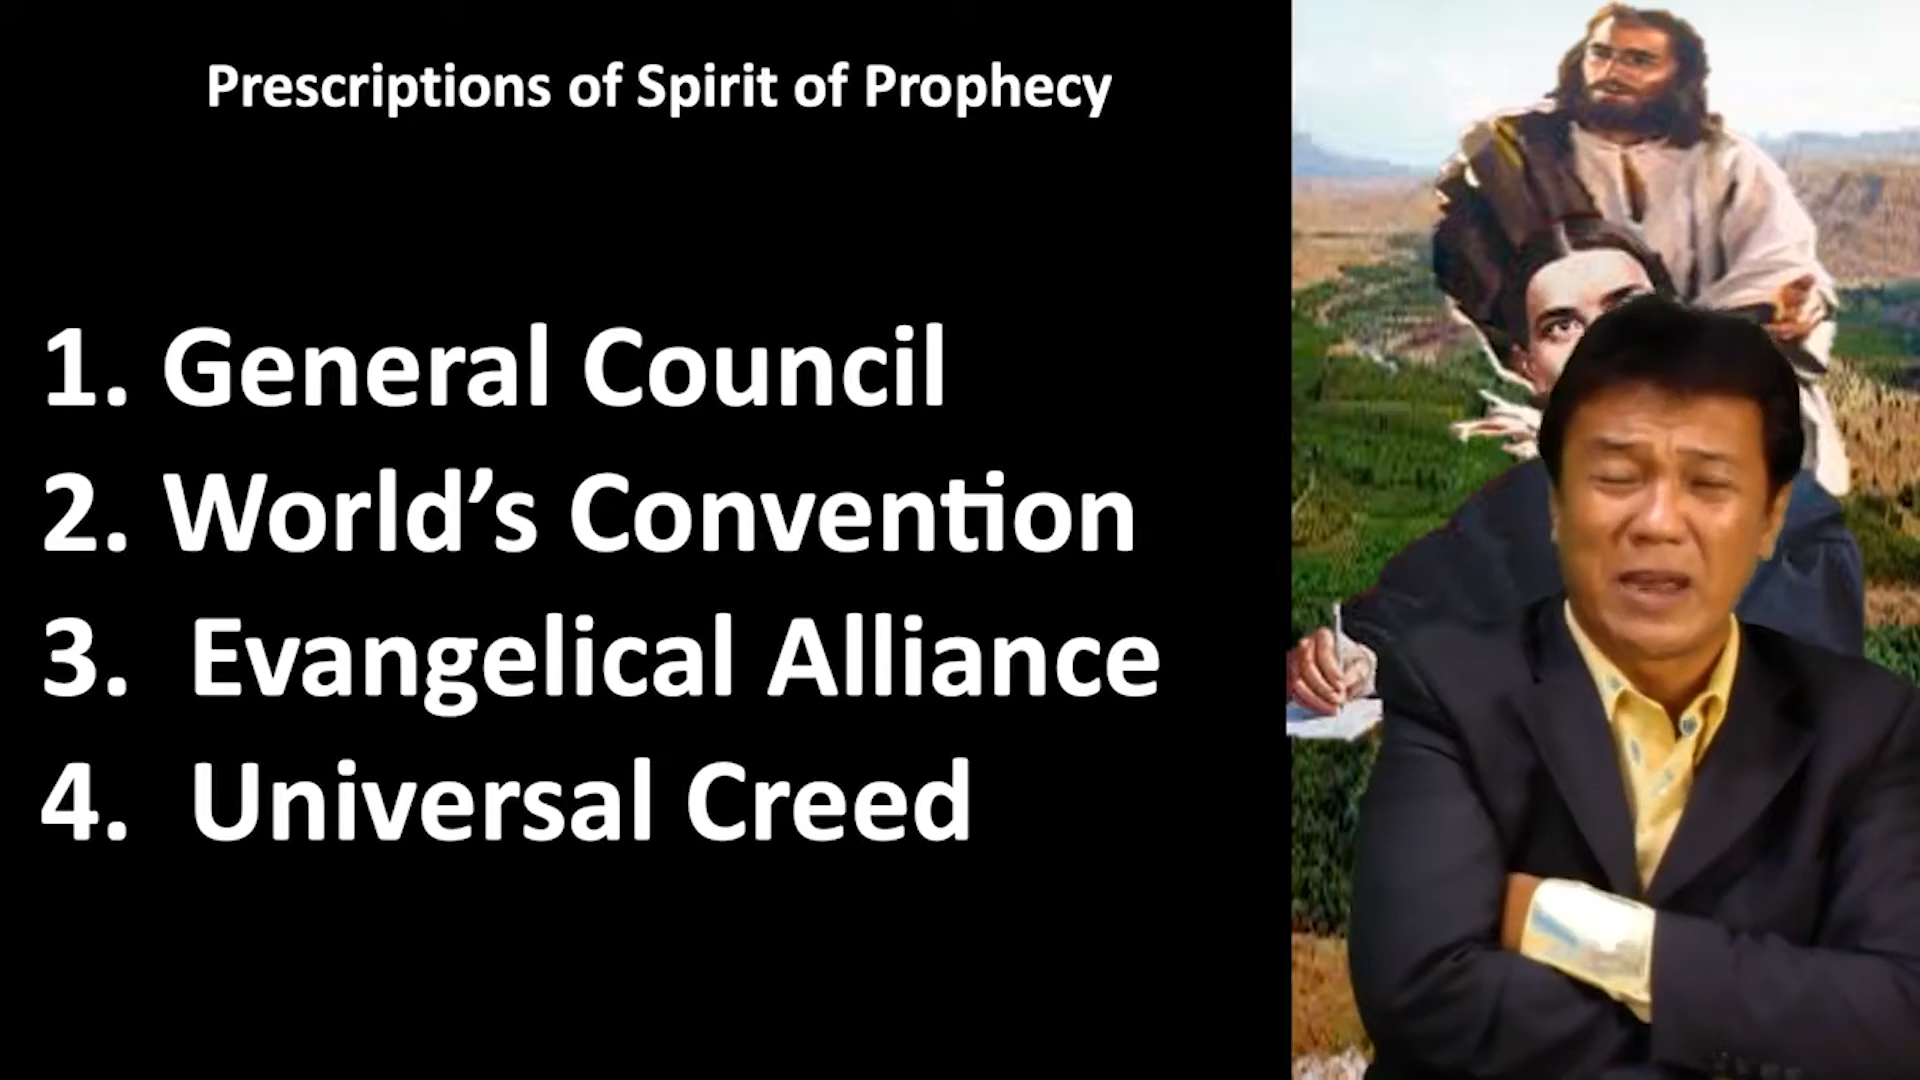 Prescriptions of Spirit of Prophecy
1. General Council
2. World’s Convention
3. Evangelical Alliance
4. Universal Creed